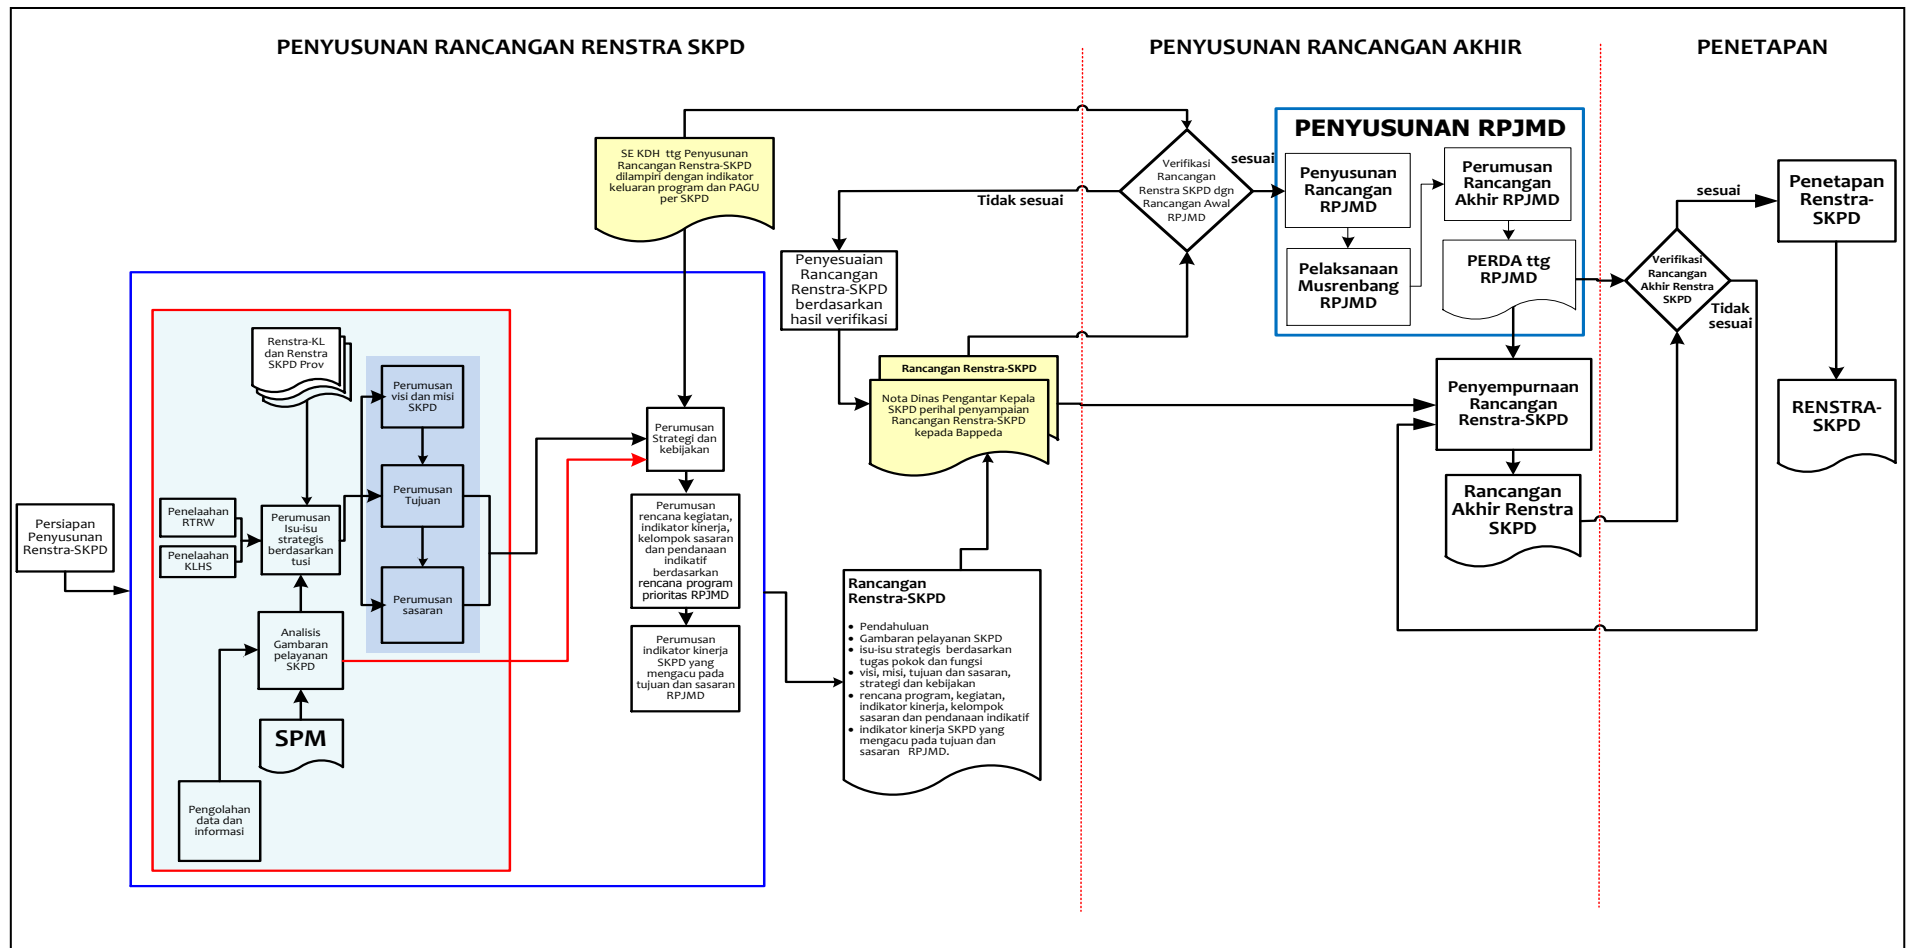 PENYUSUNAN RANCANGAN RENSTRA SKPD
PENYUSUNAN RANCANGAN AKHIR
PENETAPAN
SE KDH ttg Penyusunan
Rancangan Renstra-SKPD
dilampiri dengan indikator
keluaran program dan PAGU
per SKPD
Persiapan
Penyusunan
Renstra-SKPD
Renstra-KL
dan Renstra
SKPD Prov
Penelaahan
RTRW
Penelaahan
KLHS
Perumusan
Isu-isu
strategis
berdasarkan
tusi
Analisis
Gambaran
pelayanan
SKPD
SPM
Pengolahan
data dan
informasi
Perumusan
visi dan misi
SKPD
Perumusan
Tujuan
Perumusan
sasaran
Perumusan
Strategi dan
kebijakan
Perumusan
rencana kegiatan,
indikator kinerja,
kelompok sasaran
dan pendanaan
indikatif
berdasarkan
rencana program
prioritas RPJMD
Perumusan
indikator kinerja
SKPD yang
mengacu pada
tujuan dan sasaran
RPJMD
Tidak sesuai
Penyesuaian
Rancangan
Renstra-SKPD
berdasarkan
hasil verifikasi
Rancangan Renstra-SKPD
Nota Dinas Pengantar Kepala
SKPD perihal penyampaian
Rancangan Renstra-SKPD
kepada Bappeda
Rancangan
Renstra-SKPD
• Pendahuluan
• Gambaran pelayanan SKPD
• isu-isu strategis berdasarkan
tugas pokok dan fungsi
• visi, misi, tujuan dan sasaran,
strategi dan kebijakan
• rencana program, kegiatan,
indikator kinerja, kelompok
sasaran dan pendanaan indikatif
• indikator kinerja SKPD yang
mengacu pada tujuan dan
sasaran RPJMD.
Verifikasi
Rancangan
Renstra SKPD dgn
Rancangan Awal
RPJMD
sesuai
PENYUSUNAN RPJMD
Penyusunan
Rancangan
RPJMD
Pelaksanaan
Musrenbang
RPJMD
Perumusan
Rancangan
Akhir RPJMD
PERDA ttg
RPJMD
Penyempurnaan
Rancangan
Renstra-SKPD
Rancangan
Akhir Renstra
SKPD
Verifikasi
Rancangan
Akhir Renstra
SKPD
sesuai
Tidak
sesuai
Penetapan
Renstra-
SKPD
RENSTRA-
SKPD